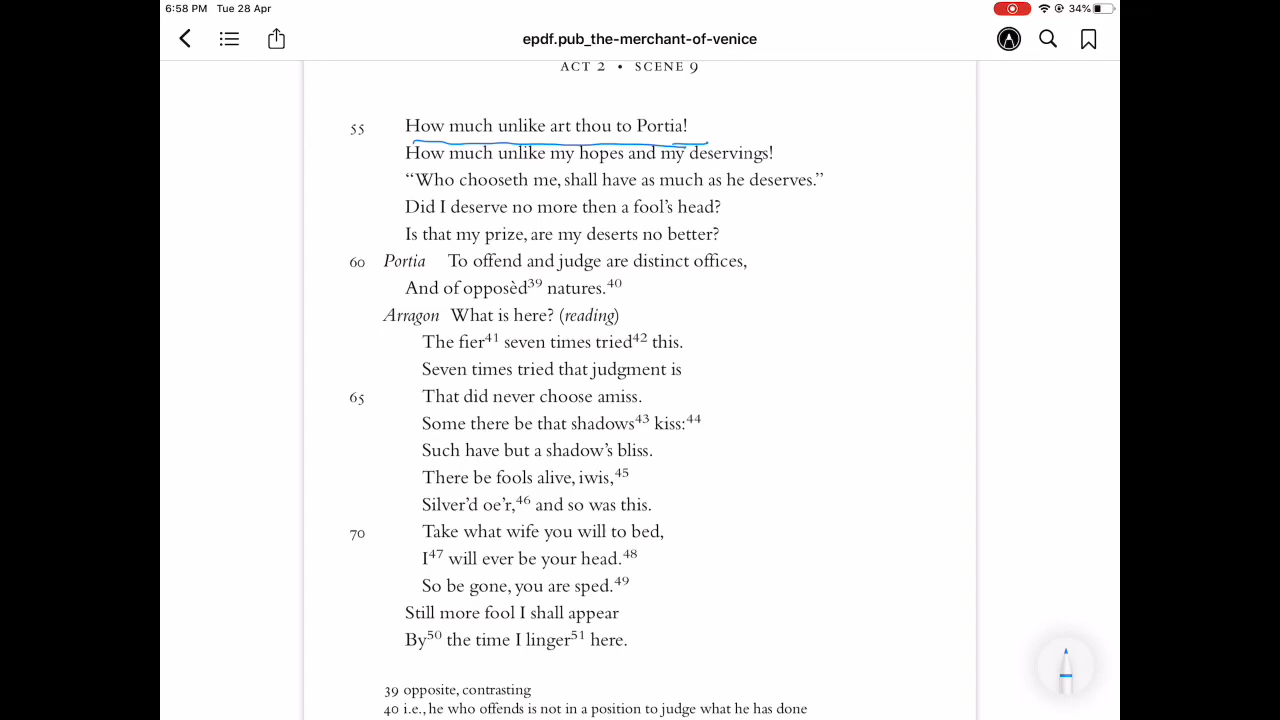 6:58 PM Tue 28 Apr 34%
epdf.pub_the-merchant-of-venice
ACT 2 • SCENE 9
55 How much unlike art thou to Portia!
How much unlike my hopes and my deservings!
“Who chooseth me, shall have as much as he deserves.”
Did I deserve no more then a fool’s head?
Is that my prize, are my deserts no better?
60 Portia To offend and judge are distinct offices,
And of opposèd39 natures.40
Arragon What is here? (reading)
The fier41 seven times tried42 this.
Seven times tried that judgment is
65 That did never choose amiss.
Some there be that shadows43 kiss:44
Such have but a shadow’s bliss.
There be fools alive, iwis,45
Silver’d oe’r,46 and so was this.
70 Take what wife you will to bed,
I47 will ever be your head.48
So be gone, you are sped.49
Still more fool I shall appear
By50 the time I linger51 here.
39 opposite, contrasting
40 i.e., he who offends is not in a position to judge what he has done